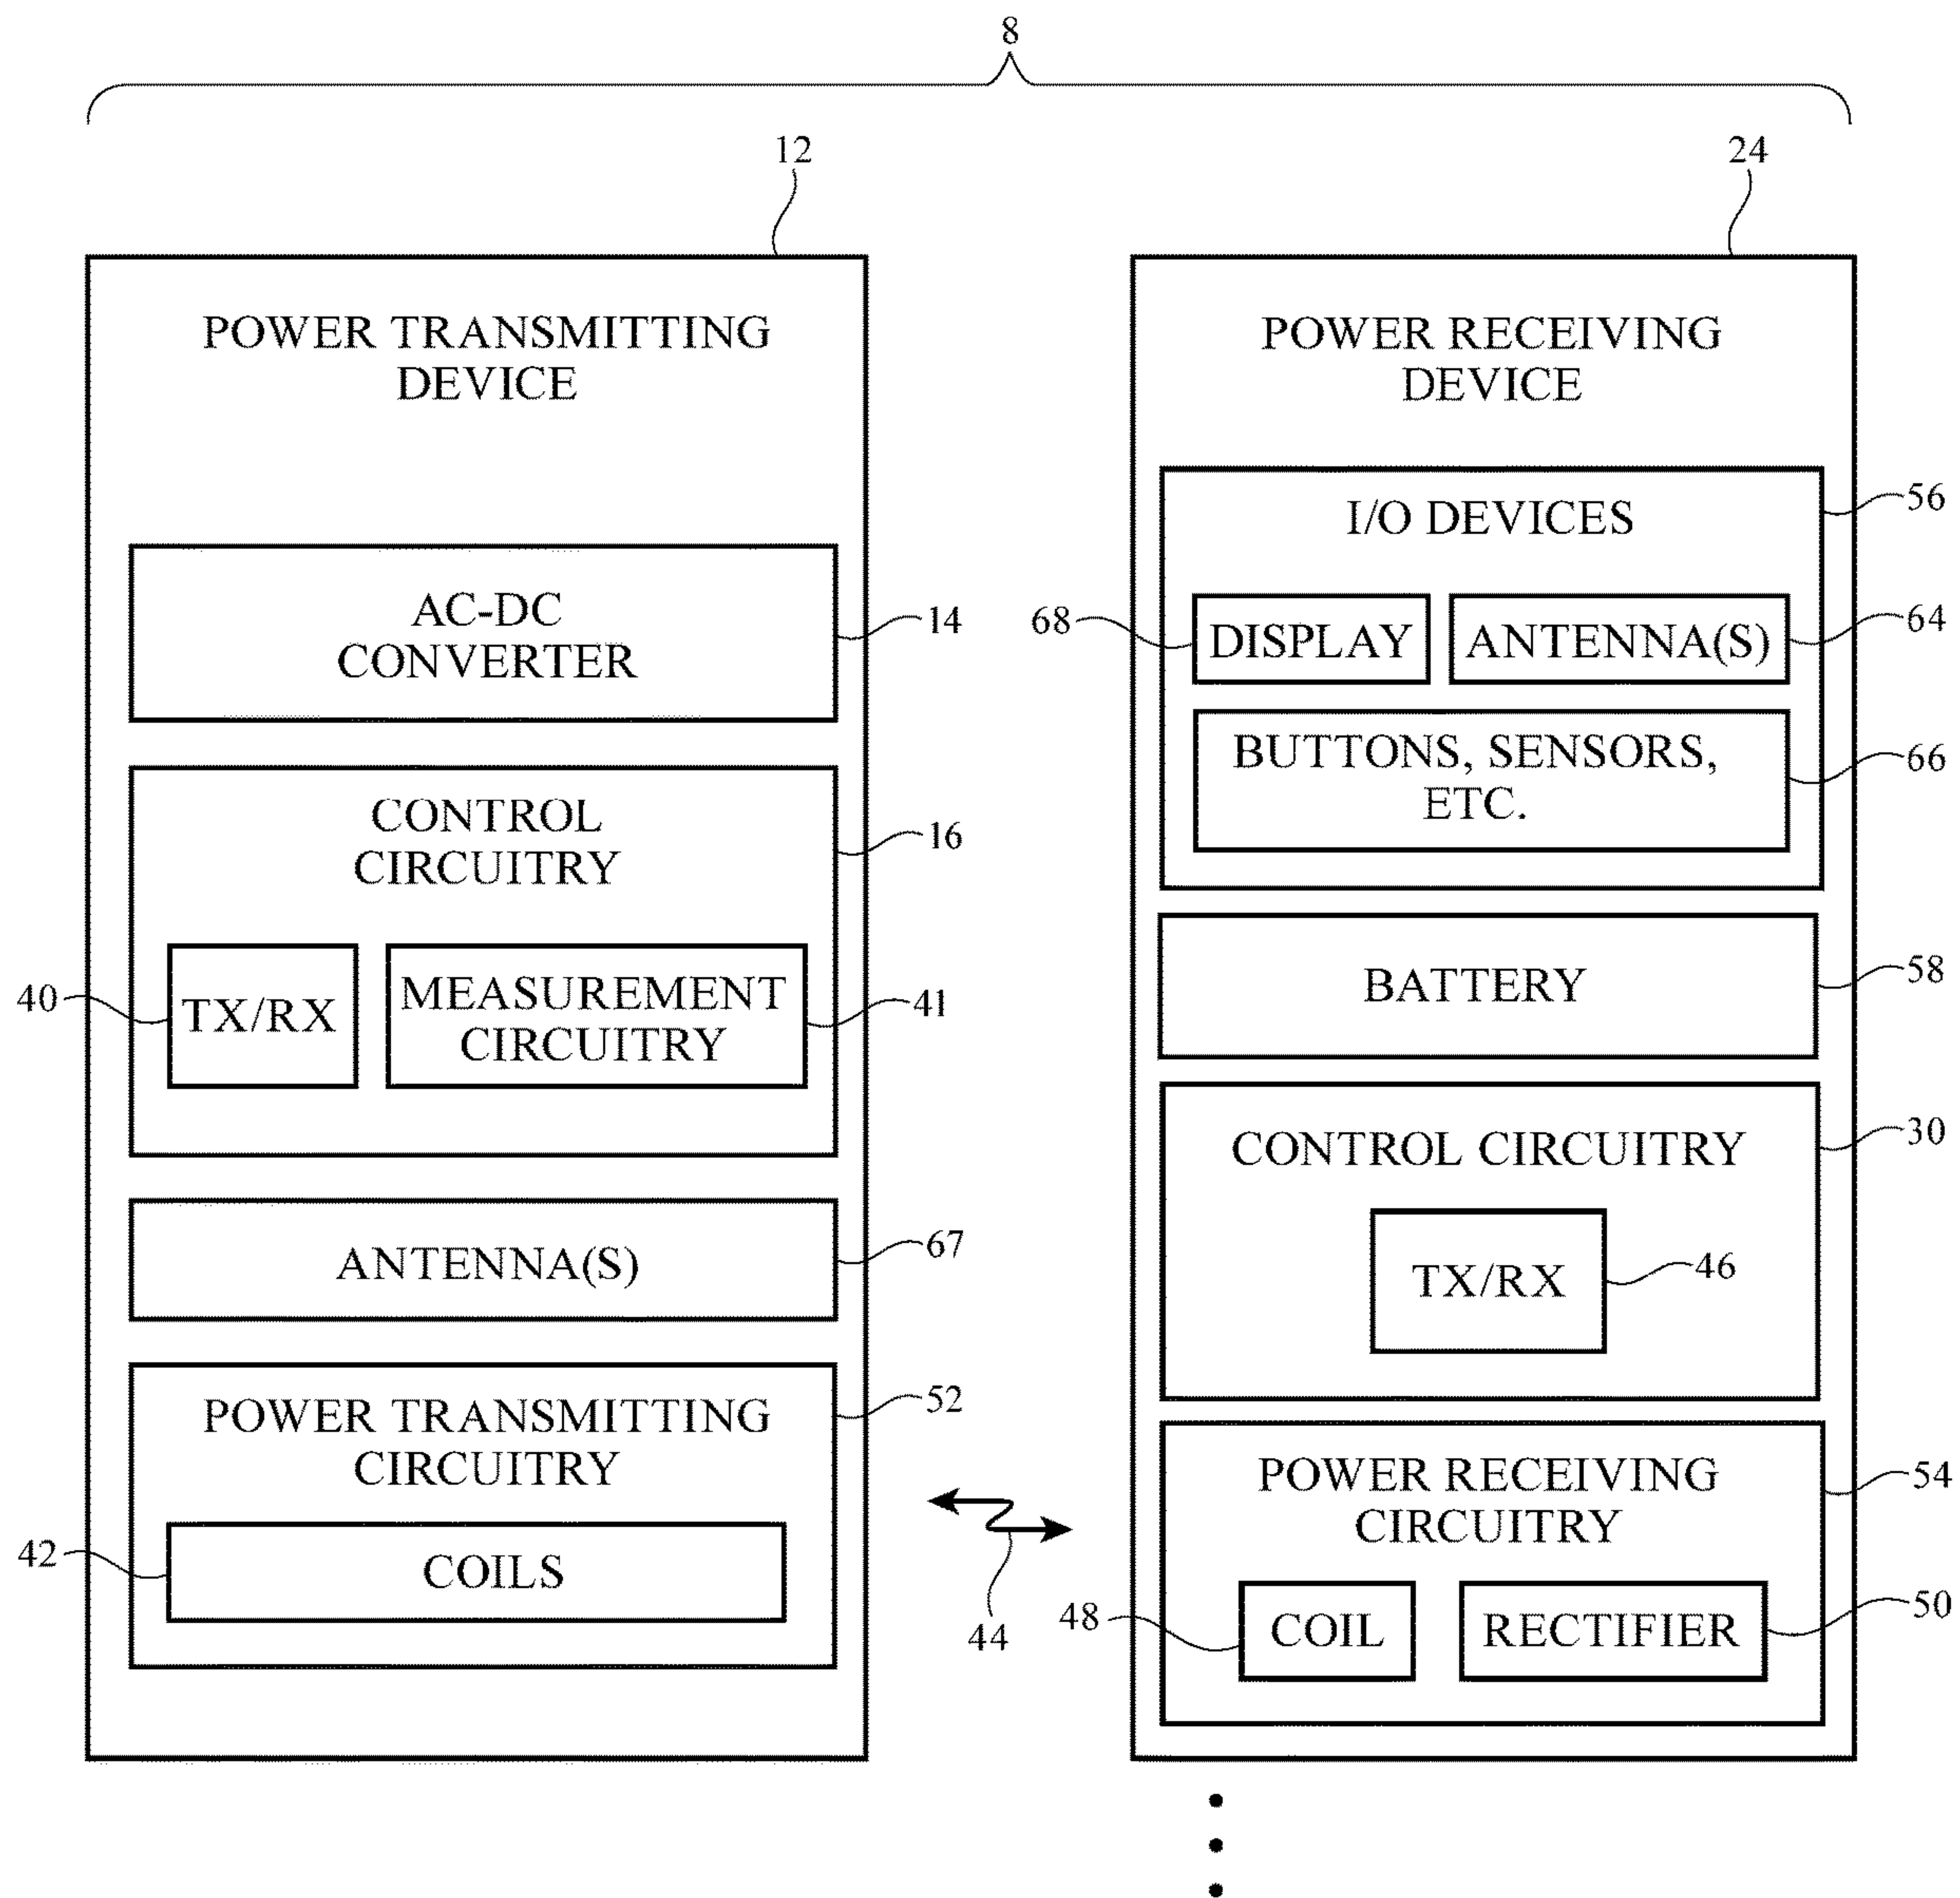 8
12
24
POWER TRANSMITTING
DEVICE
AC-DC
CONVERTER
14
CONTROL
CIRCUITRY
16
40
TX/RX
MEASUREMENT
CIRCUITRY
41
ANTENNA(S)
67
POWER TRANSMITTING
CIRCUITRY
52
42
COILS
44
POWER RECEIVING
DEVICE
I/O DEVICES
56
68
DISPLAY
ANTENNA(S)
64
BUTTONS, SENSORS,
ETC.
66
BATTERY
58
CONTROL CIRCUITRY
30
TX/RX
46
POWER RECEIVING
CIRCUITRY
54
48
COIL
RECTIFIER
50